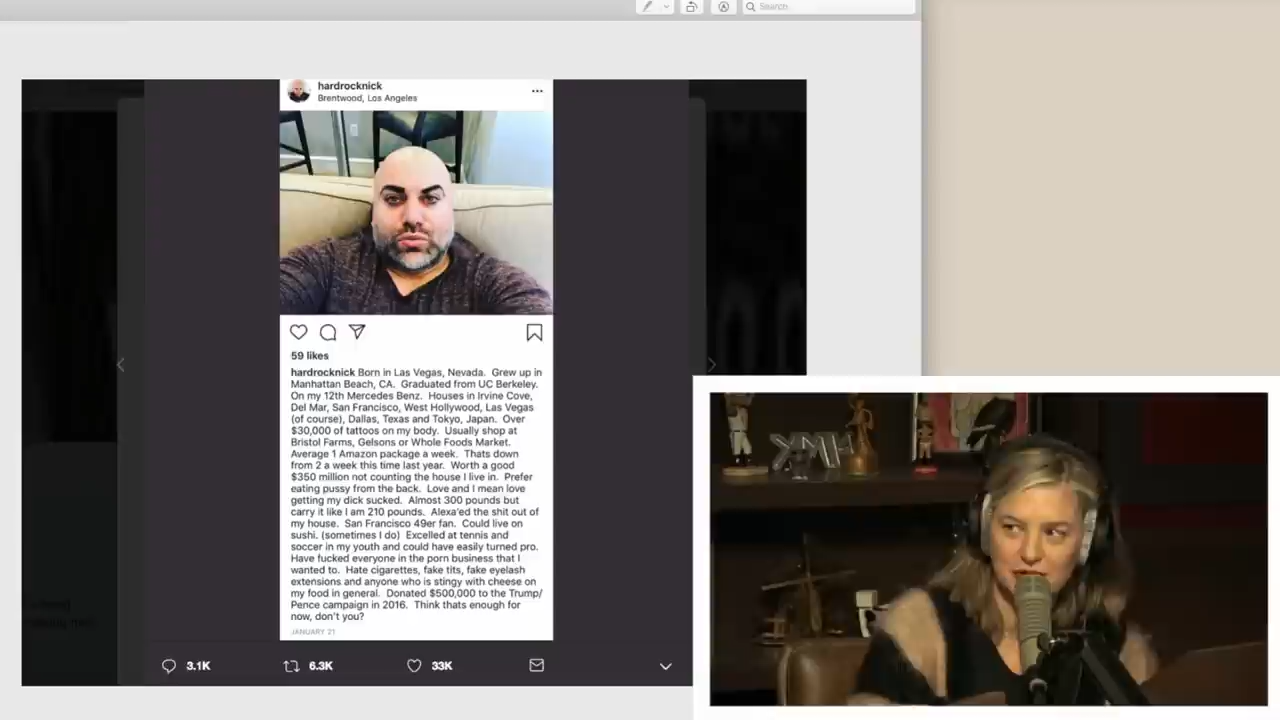 Search
hardrocknick
Brentwood, Los Angeles
59 likes
hardrocknick Born in Las Vegas, Nevada. Grew up in
Manhattan Beach, CA. Graduated from UC Berkeley.
On my 12th Mercedes Benz. Houses in Irvine Cove,
Del Mar, San Francisco, West Hollywood, Las Vegas
(of course), Dallas, Texas and Tokyo, Japan. Over
$30,000 of tattoos on my body. Usually shop at
Bristol Farms, Gelsons or Whole Foods Market.
Average 1 Amazon package a week. Thats down
from 2 a week this time last year. Worth a good
$350 million not counting the house I live in. Prefer
eating pussy from the back. Love and I mean love
getting my dick sucked. Almost 300 pounds but
carry it like I am 210 pounds. Alexa'ed the shit out of
my house. San Francisco 49er fan. Could live on
sushi. (sometimes I do) Excelled at tennis and
soccer in my youth and could have easily turned pro.
Have fucked everyone in the porn business that I
wanted to. Hate cigarettes, fake tits, fake eyelash
extensions and anyone who is stingy with cheese on
my food in general. Donated $500,000 to the Trump/
Pence campaign in 2016. Think thats enough for
now, don't you?
JANUARY 21
3.1K 6.3K 33K